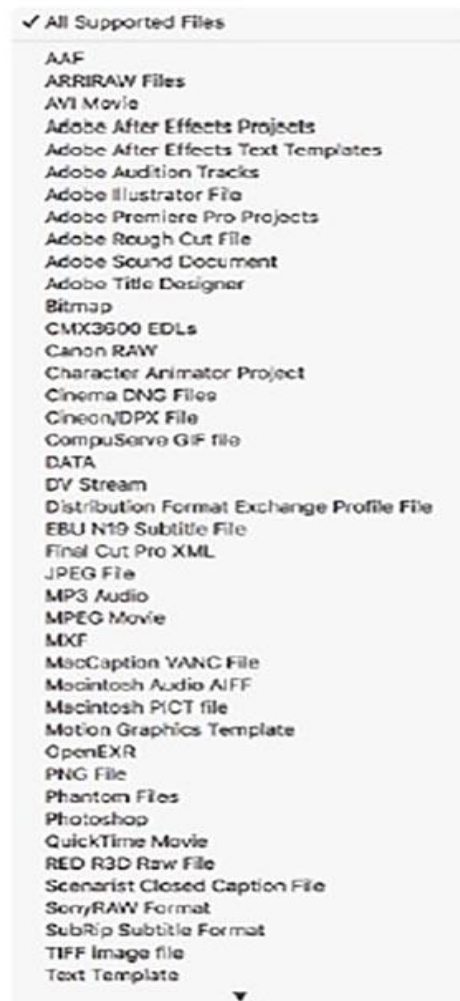 ✓ All Supported Files
AAF
ARRIRAW Files
AVI Movie
Adobe After Effects Projects
Adobe After Effects Text Templates
Adobe Audition Tracks
Adobe Illustrator File
Adobe Premiere Pro Projects
Adobe Rough Cut File
Adobe Sound Document
Adobe Title Designer
Bitmap
CMX3600 EDLs
Canon RAW
Character Animator Project
Cinema DNG Files
Cineon/DPX File
CompuServe GIF file
DATA
DV Stream
Distribution Format Exchange Profile File
EBU N19 Subtitle File
Final Cut Pro XML
JPEG File
MP3 Audio
MPEG Movie
MXF
MacCaption VANC File
Macintosh Audio AIFF
Macintosh PICT file
Motion Graphics Template
OpenEXR
PNG File
Phantom Files
Photoshop
QuickTime Movie
RED R3D Raw File
Scenarist Closed Caption File
SonyRAW Format
SubRip Subtitle Format
TIFF image file
Text Template